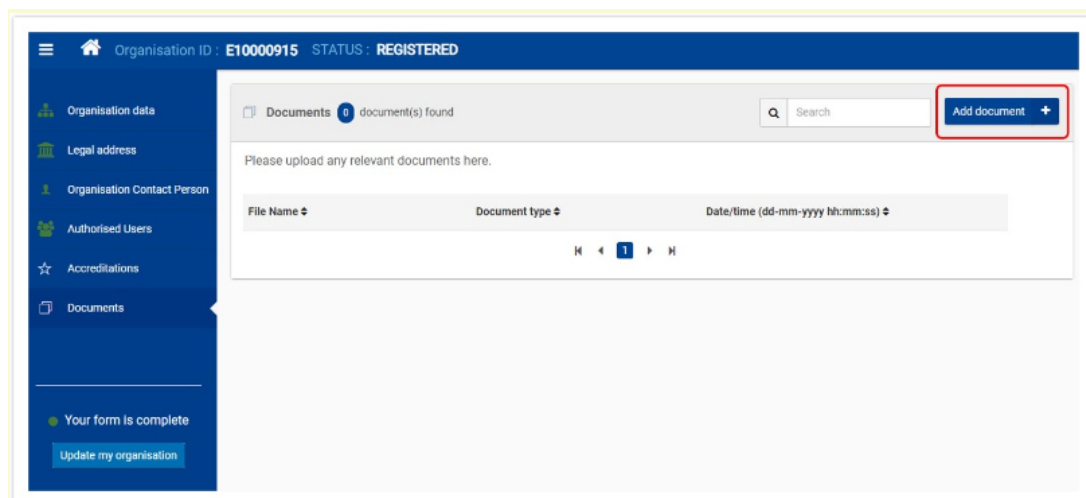 Organisation ID : E10000915 STATUS : REGISTERED
Organisation data
Legal address
Organisation Contact Person
Authorised Users
Accreditations
Documents
Your form is complete
Update my organisation
Documents 0 document(s) found
Search
Add document +
Please upload any relevant documents here.
File Name Document type Date/time (dd-mm-yyyy hh:mm:ss)
1